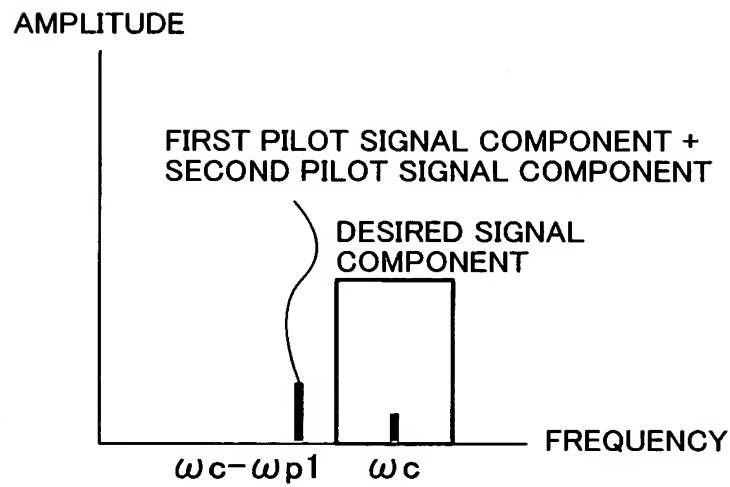 AMPLITUDE
FIRST PILOT SIGNAL COMPONENT +
SECOND PILOT SIGNAL COMPONENT
DESIRED SIGNAL
COMPONENT
FREQUENCY
ωc-ωp1
ωc